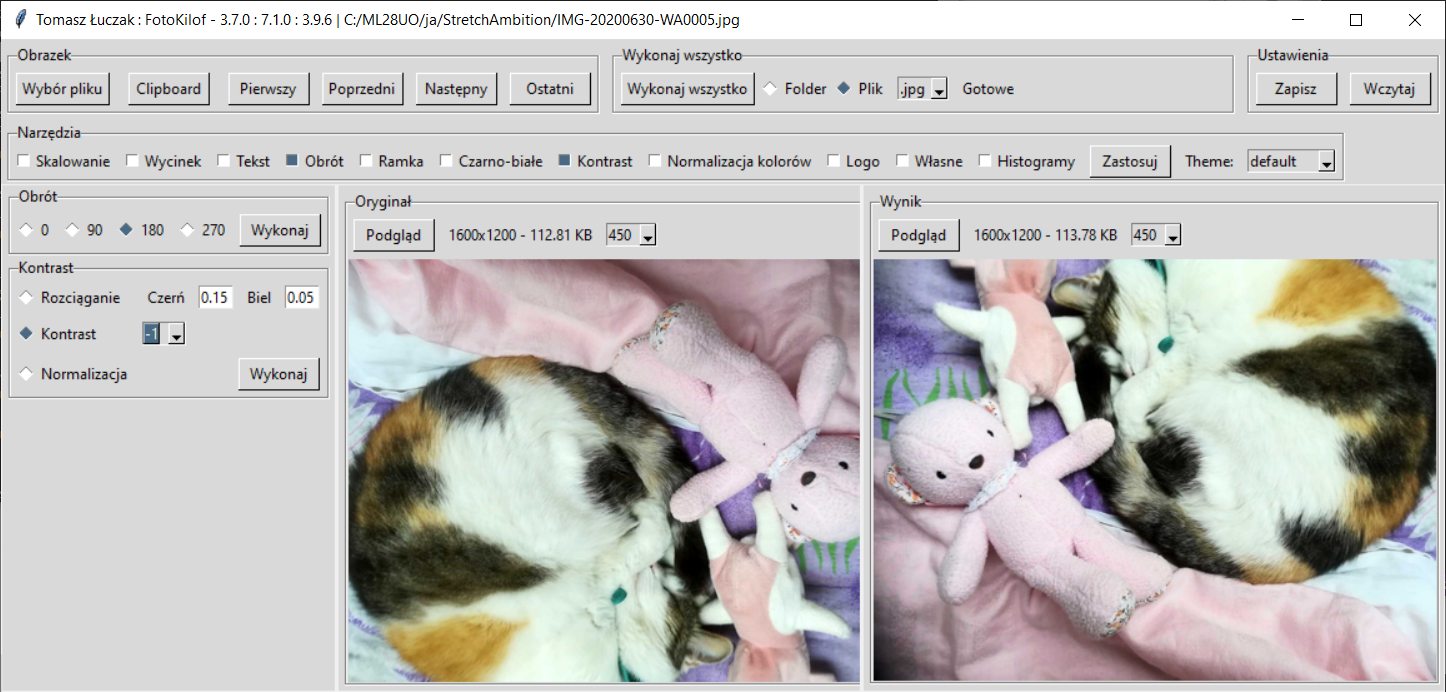 Tomasz Łuczak : FotoKilof - 3.7.0 : 7.1.0 : 3.9.6 | C:/ML28UO/ja/StretchAmbition/IMG-20200630-WA0005.jpg
Obrazek Wykonaj wszystko Ustawienia
Wybór pliku Clipboard Pierwszy Poprzedni Następny Ostatni Wykonaj wszystko Folder Plik .jpg Gotowe Zapisz Wczytaj
Narzędzia
Skalowanie Wycinek Tekst Obrót Ramka Czarno-białe Kontrast Normalizacja kolorów Logo Własne Histogramy Zastosuj Theme: default
Obrót
0 90 180 270 Wykonaj
Kontrast
Rozciąganie Czerń 0.15 Biel 0.05
Kontrast -1
Normalizacja Wykonaj
Oryginał
Podgląd 1600x1200 - 112.81 KB 450
Wynik
Podgląd 1600x1200 - 113.78 KB 450